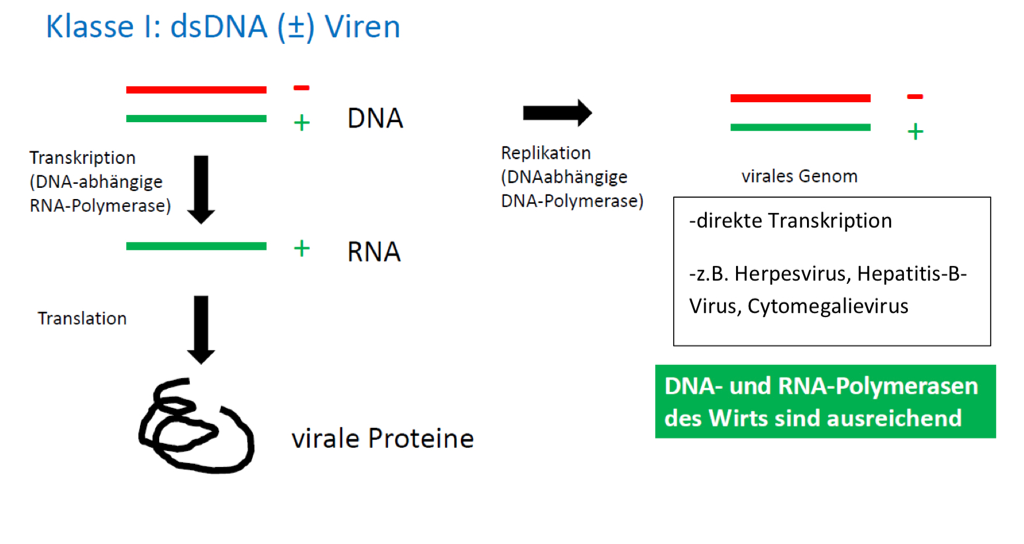 Klasse I: dsDNA (±) Viren
-
+
DNA
Transkription
(DNA-abhängige
RNA-Polymerase)
+
RNA
Translation
virale Proteine
Replikation
(DNAabhängige
DNA-Polymerase)
-
+
virales Genom
-direkte Transkription
-z.B. Herpesvirus, Hepatitis-B-
Virus, Cytomegalievirus
DNA- und RNA-Polymerasen
des Wirts sind ausreichend